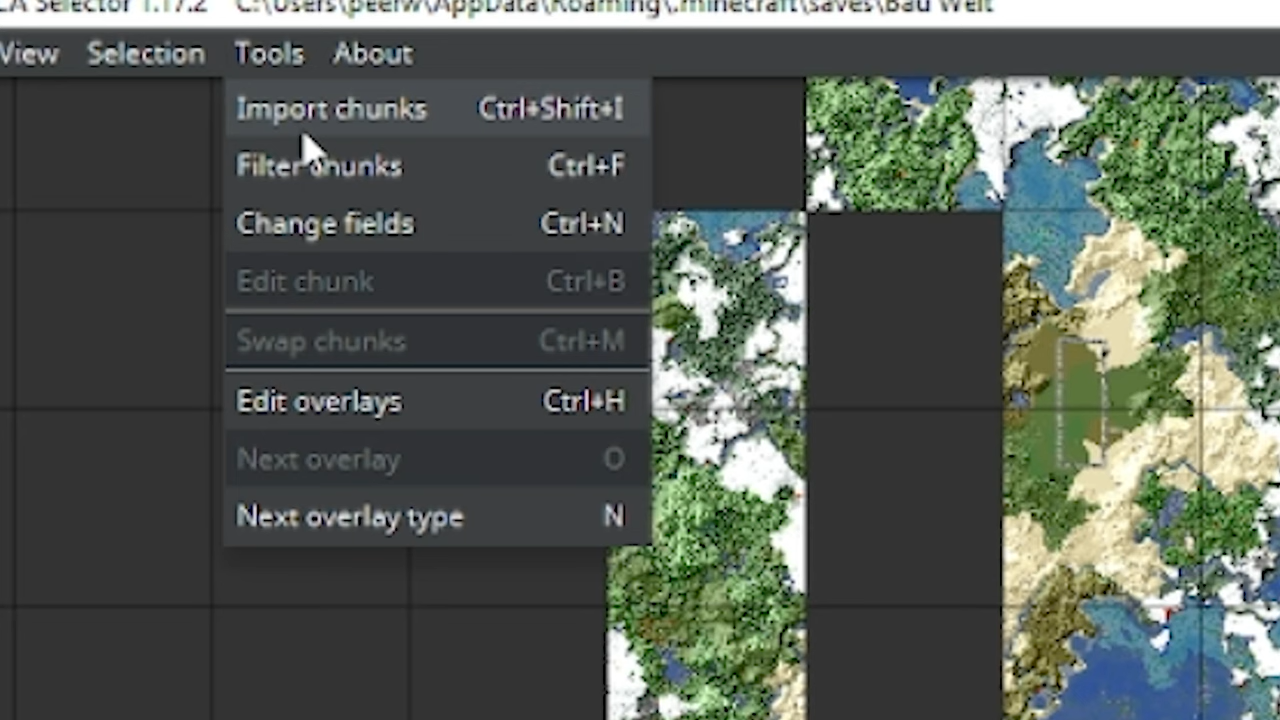 CA Selector 1.17.2 C:\Users\peerw\AppData\Roaming\.minecraft\saves\Bau Welt
View Selection Tools About
Import chunks Ctrl+Shift+I
Filter chunks Ctrl+F
Change fields Ctrl+N
Edit chunk Ctrl+B
Swap chunks Ctrl+M
Edit overlays Ctrl+H
Next overlay O
Next overlay type N